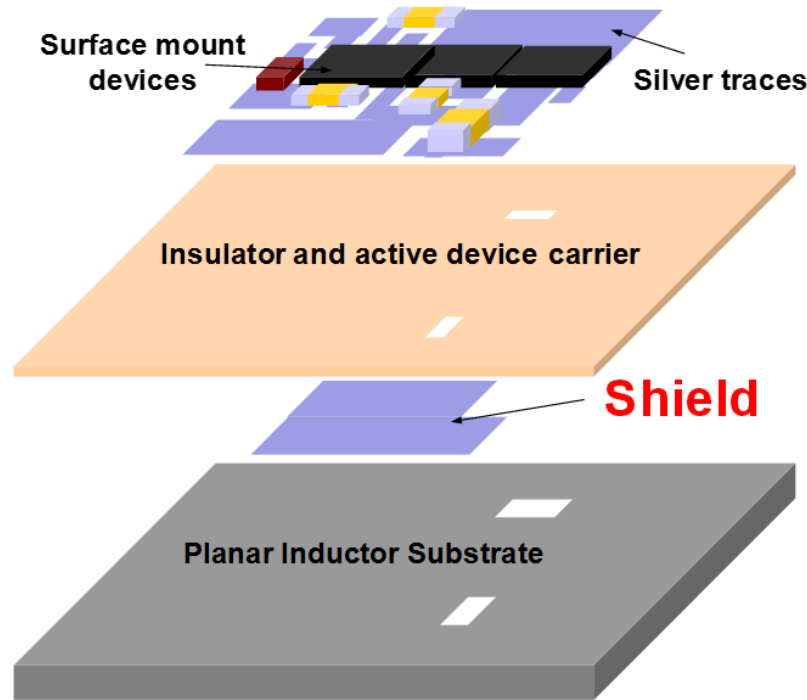 Surface mount
devices
Silver traces
Insulator and active device carrier
Shield
Planar Inductor Substrate